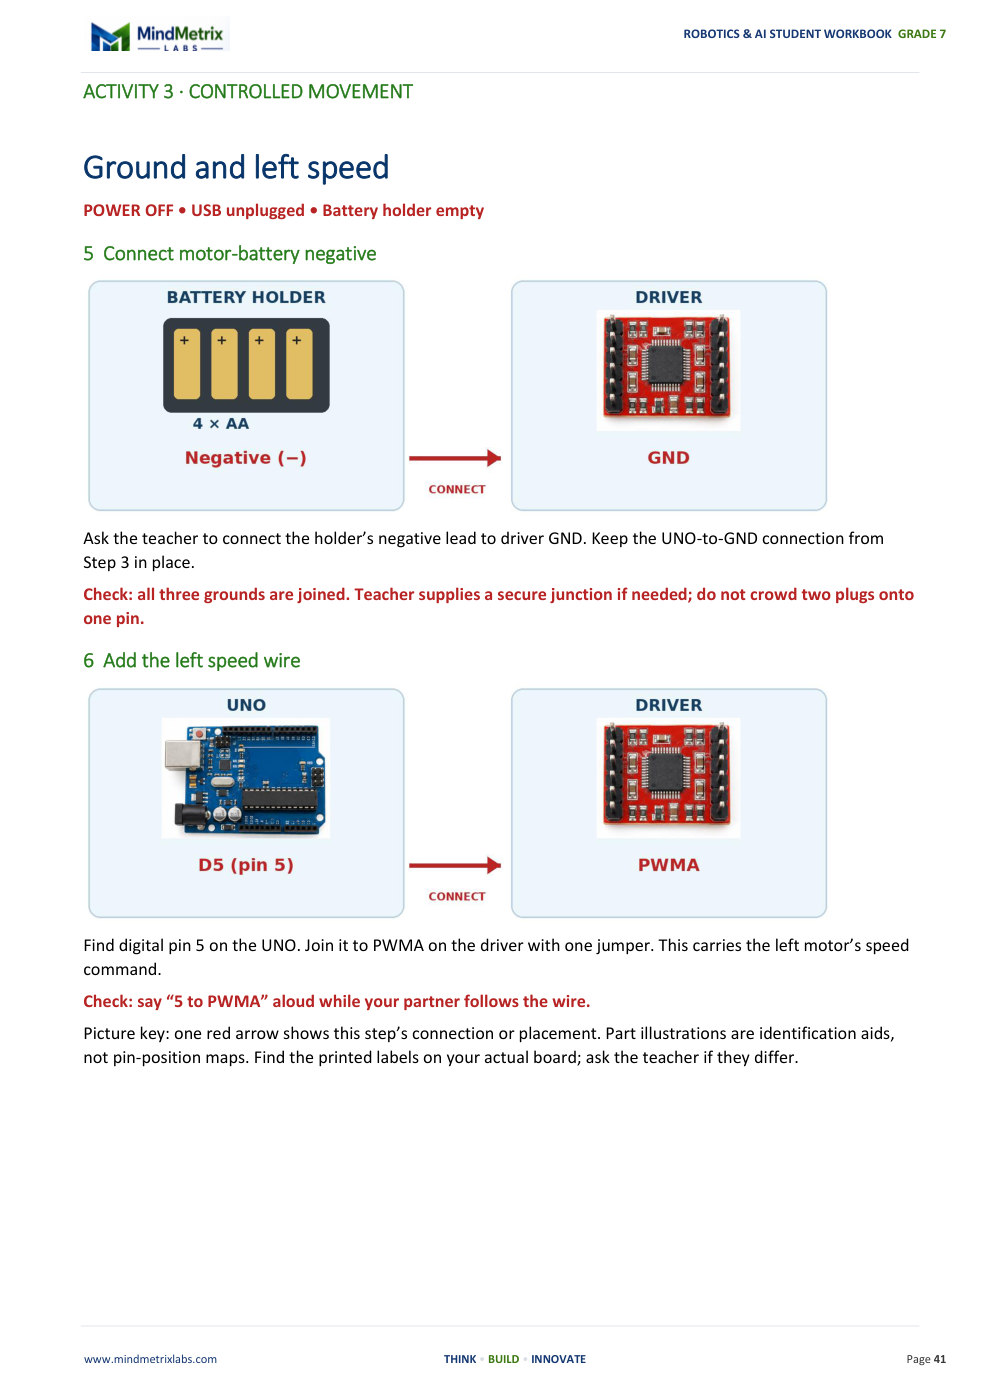 MindMetrix
LABS
ROBOTICS & AI STUDENT WORKBOOK GRADE 7
ACTIVITY 3 · CONTROLLED MOVEMENT
Ground and left speed
POWER OFF • USB unplugged • Battery holder empty
5 Connect motor-battery negative
BATTERY HOLDER
+ + + +
4 × AA
Negative (−)
CONNECT
DRIVER
GND
Ask the teacher to connect the holder’s negative lead to driver GND. Keep the UNO-to-GND connection from
Step 3 in place.
Check: all three grounds are joined. Teacher supplies a secure junction if needed; do not crowd two plugs onto
one pin.
6 Add the left speed wire
UNO
D5 (pin 5)
CONNECT
DRIVER
PWMA
Find digital pin 5 on the UNO. Join it to PWMA on the driver with one jumper. This carries the left motor’s speed
command.
Check: say “5 to PWMA” aloud while your partner follows the wire.
Picture key: one red arrow shows this step’s connection or placement. Part illustrations are identification aids,
not pin-position maps. Find the printed labels on your actual board; ask the teacher if they differ.
www.mindmetrixlabs.com
THINK • BUILD • INNOVATE
Page 41